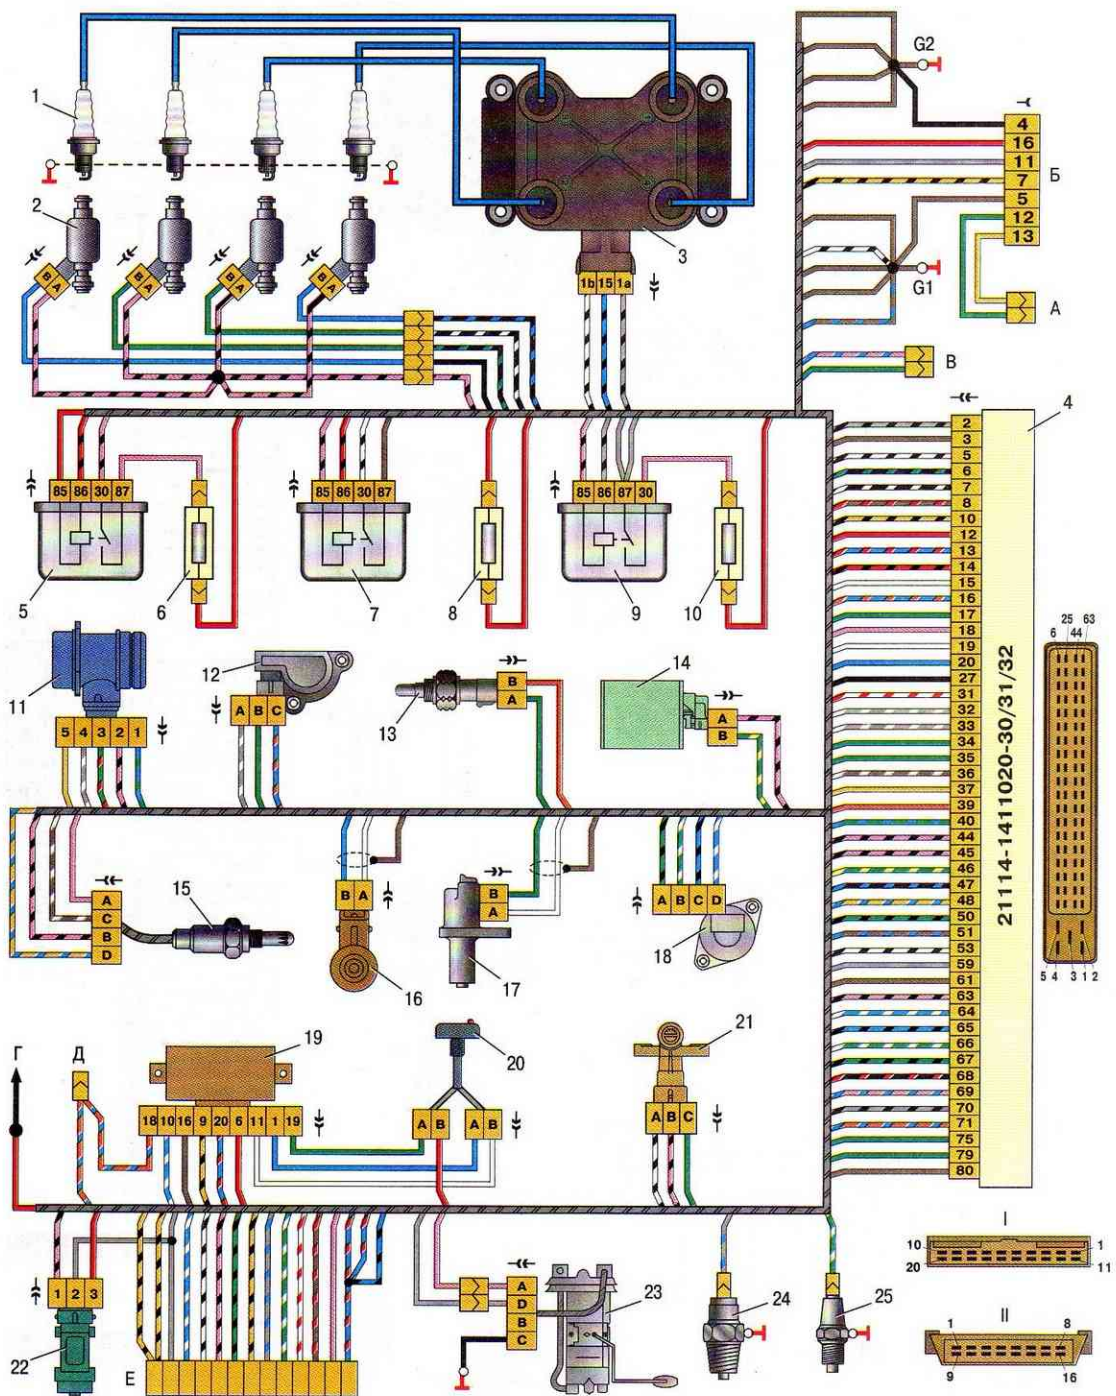 G2
1
4
16
11
7
5
12
13
Б
2
3
G1
А
B A
B A
B A
B A
1b 15 1a
В
4
2
3
5
6
7
8
10
12
13
14
15
16
17
18
19
20
27
31
32
33
34
35
36
37
39
40
44
45
46
47
48
50
51
53
59
61
63
64
65
66
67
68
69
70
71
75
79
80
21114-1411020-30/31/32
25 63
6 44
5 4 3 1 2
85 86 30 87
85 86 30 87
85 86 87 30
5
6
7
8
9
10
11
12
13
14
5 4 3 2 1
A B C
B
A
A
B
15
A
C
B
D
B A
16
B
A
17
A B C D
18
Г
Д
19
20
21
18 10 16 9 20 6 11 1 19
A B
A B
A B C
1 2 3
22
Е
A
D
B
C
23
24
25
I
10 1
20 11
II
1 8
9 16